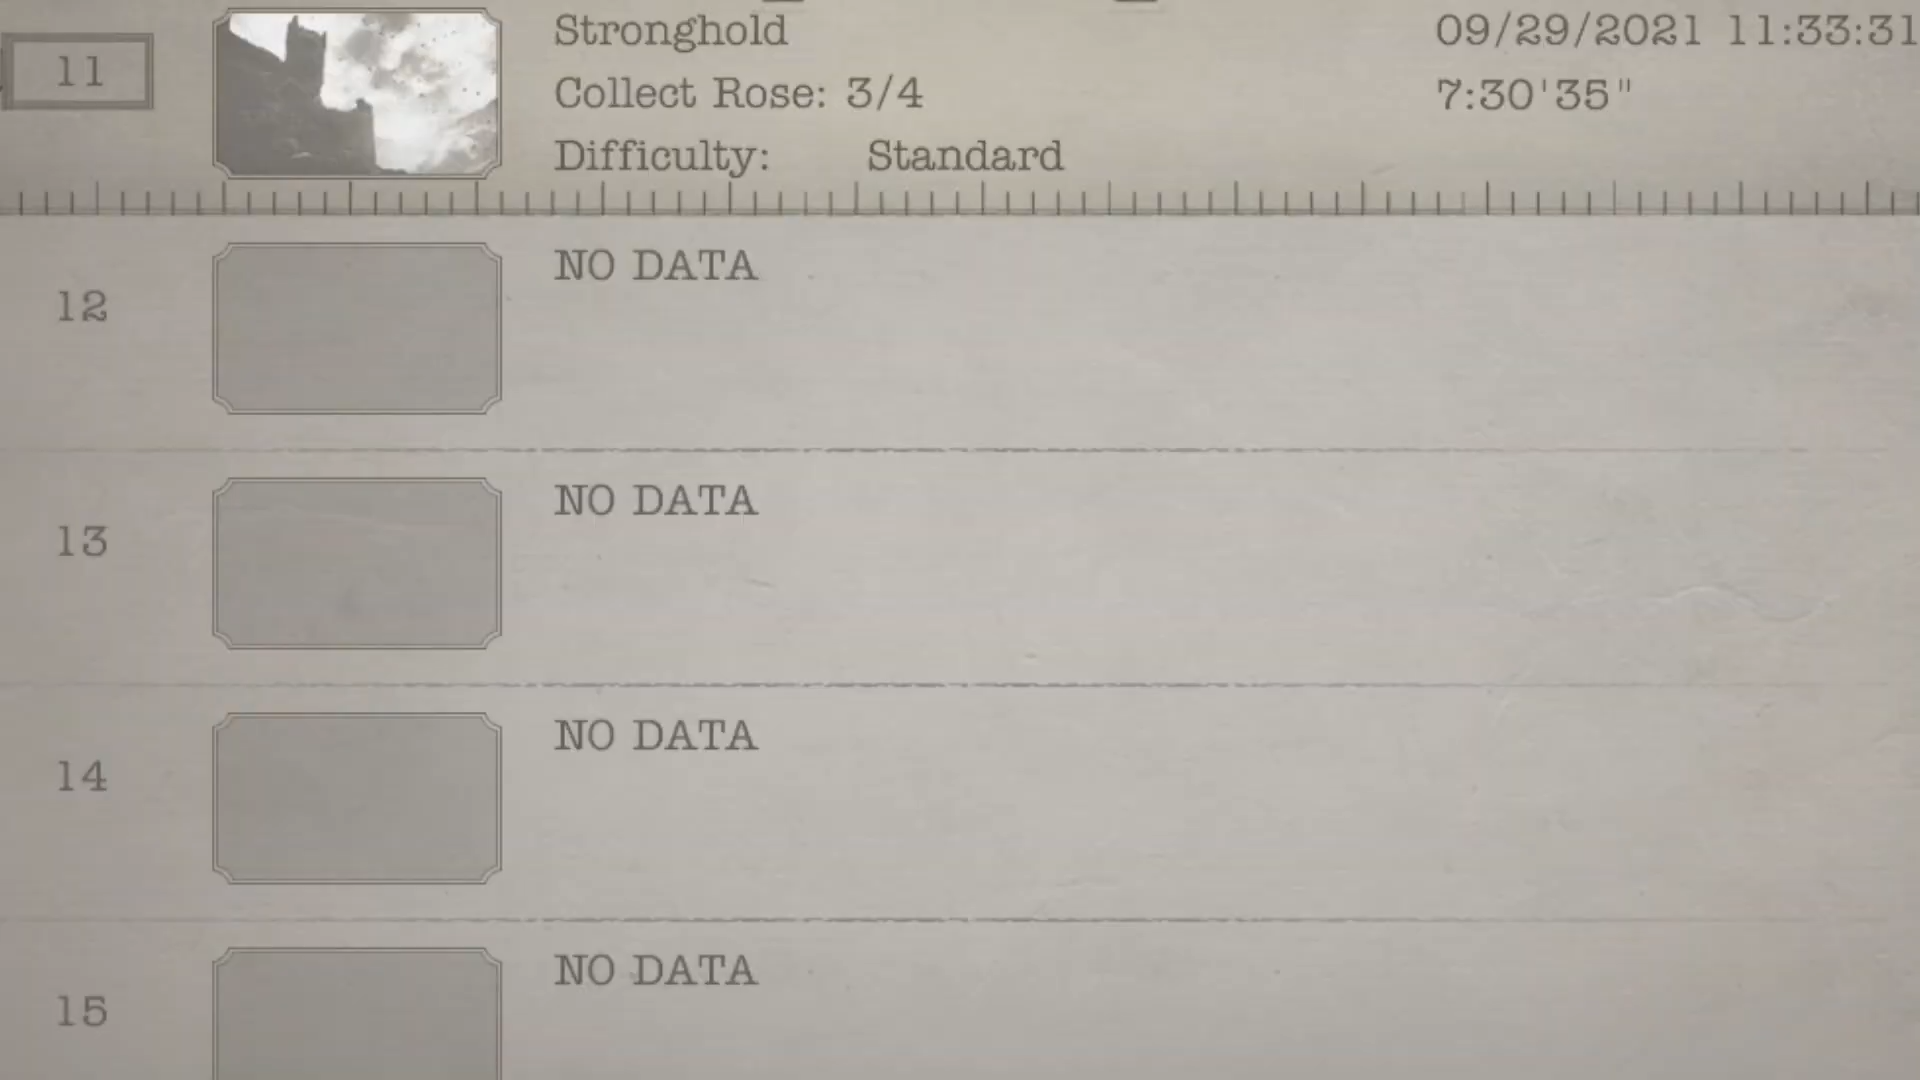 11
Stronghold
09/29/2021 11:33:31
Collect Rose: 3/4
7:30'35"
Difficulty: Standard
12
NO DATA
13
NO DATA
14
NO DATA
15
NO DATA